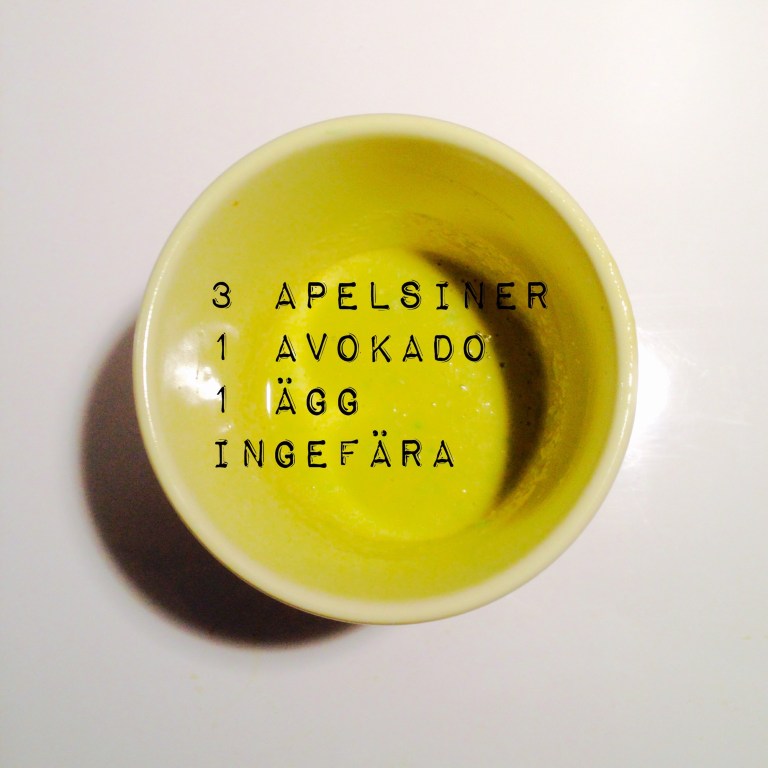 3 APELSINER
1 AVOKADO
1 ÄGG
INGEFÄRA